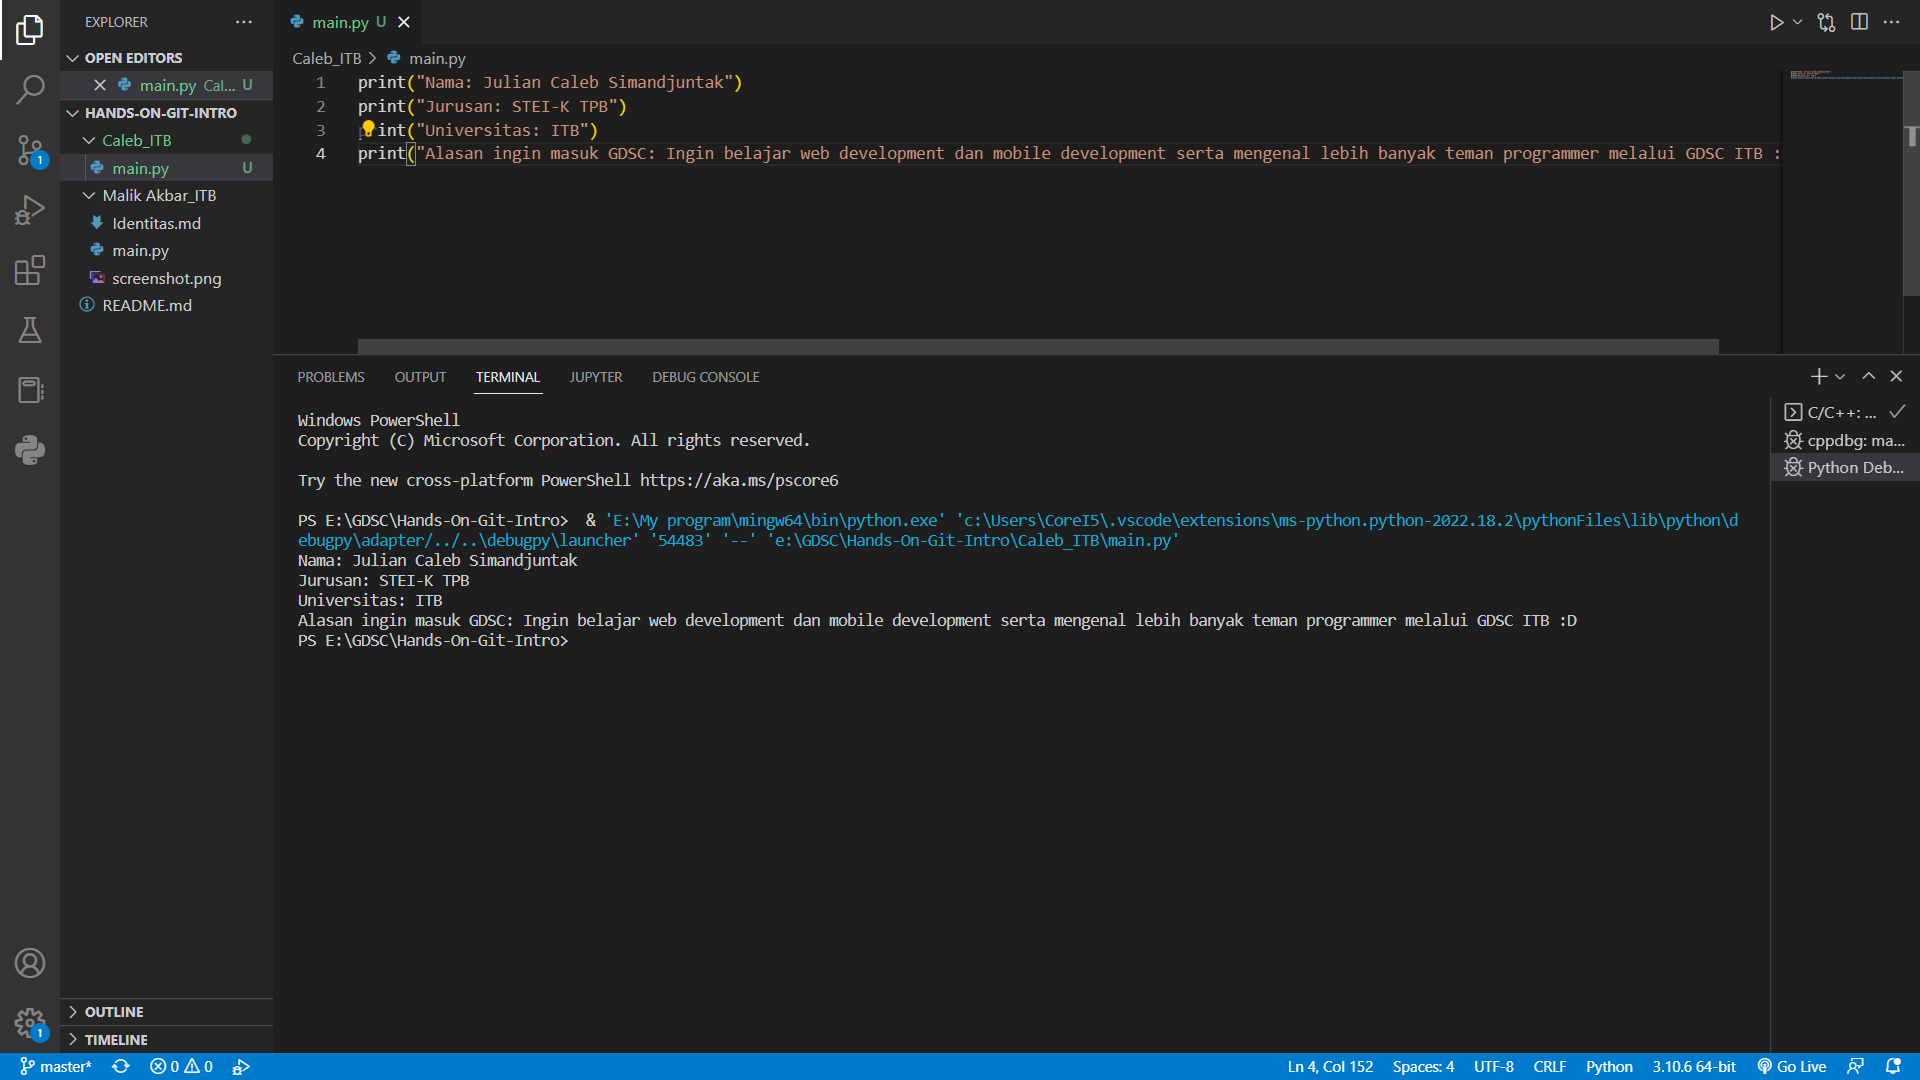 EXPLORER
OPEN EDITORS
main.py Cal... U
HANDS-ON-GIT-INTRO
Caleb_ITB
main.py U
Malik Akbar_ITB
Identitas.md
main.py
screenshot.png
README.md
OUTLINE
TIMELINE
1
1
main.py U
Caleb_ITB > main.py
1 print("Nama: Julian Caleb Simandjuntak")
2 print("Jurusan: STEI-K TPB")
3 print("Universitas: ITB")
4 print("Alasan ingin masuk GDSC: Ingin belajar web development dan mobile development serta mengenal lebih banyak teman programmer melalui GDSC ITB :
PROBLEMS OUTPUT TERMINAL JUPYTER DEBUG CONSOLE
Windows PowerShell
Copyright (C) Microsoft Corporation. All rights reserved.
Try the new cross-platform PowerShell https://aka.ms/pscore6
PS E:\GDSC\Hands-On-Git-Intro>  & 'E:\My program\mingw64\bin\python.exe' 'c:\Users\CoreI5\.vscode\extensions\ms-python.python-2022.18.2\pythonFiles\lib\python\d
ebugpy\adapter/../..\debugpy\launcher' '54483' '--' 'e:\GDSC\Hands-On-Git-Intro\Caleb_ITB\main.py'
Nama: Julian Caleb Simandjuntak
Jurusan: STEI-K TPB
Universitas: ITB
Alasan ingin masuk GDSC: Ingin belajar web development dan mobile development serta mengenal lebih banyak teman programmer melalui GDSC ITB :D
PS E:\GDSC\Hands-On-Git-Intro>
C/C++: ...
cppdbg: ma...
Python Deb...
master* 0 0 Ln 4, Col 152 Spaces: 4 UTF-8 CRLF Python 3.10.6 64-bit Go Live